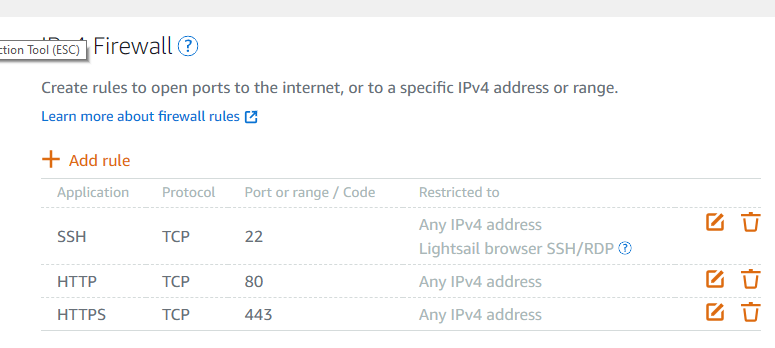 IPv4 Firewall
ction Tool (ESC)
Create rules to open ports to the internet, or to a specific IPv4 address or range.
Learn more about firewall rules
+ Add rule
Application Protocol Port or range / Code Restricted to
SSH TCP 22 Any IPv4 address
Lightsail browser SSH/RDP ?
HTTP TCP 80 Any IPv4 address
HTTPS TCP 443 Any IPv4 address